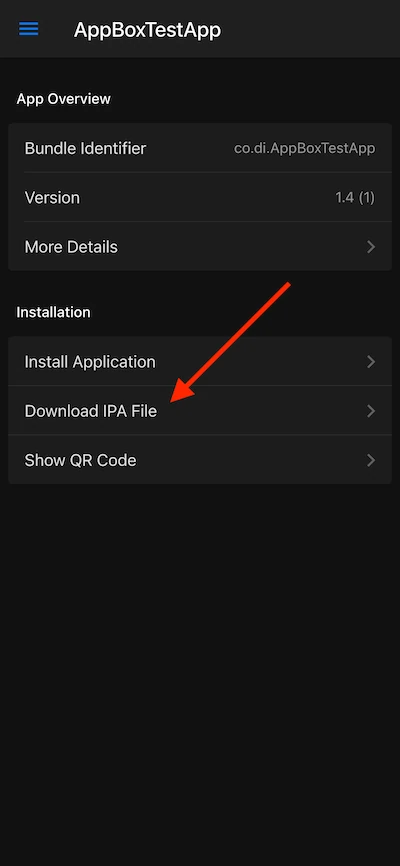 AppBoxTestApp
App Overview
Bundle Identifier co.di.AppBoxTestApp
Version 1.4 (1)
More Details
Installation
Install Application
Download IPA File
Show QR Code